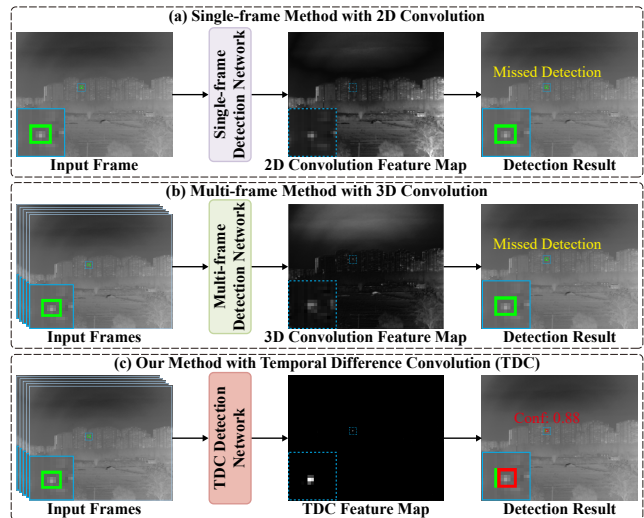 (a) Single-frame Method with 2D Convolution
Single-frame
Detection Network
Missed Detection
Input Frame
2D Convolution Feature Map
Detection Result
(b) Multi-frame Method with 3D Convolution
Multi-frame
Detection Network
Missed Detection
Input Frames
3D Convolution Feature Map
Detection Result
(c) Our Method with Temporal Difference Convolution (TDC)
TDC Detection
Network
Conf: 0.88
Input Frames
TDC Feature Map
Detection Result